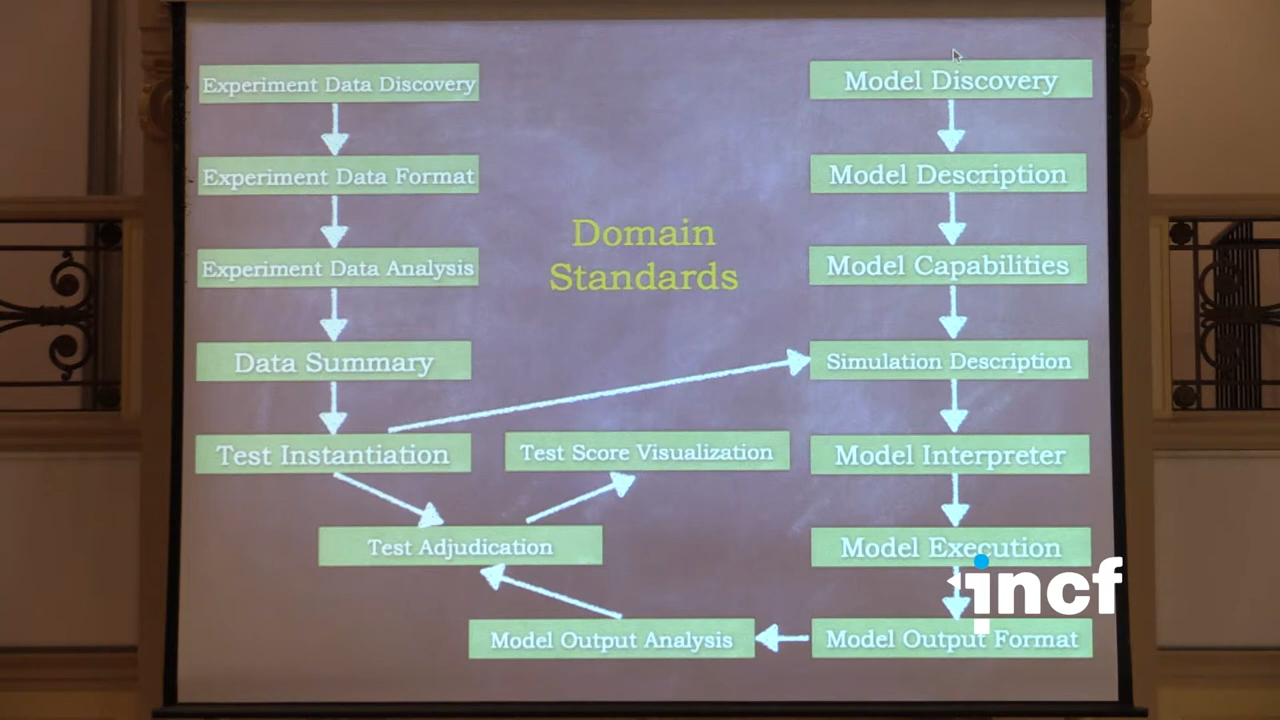 Experiment Data Discovery
Experiment Data Format
Experiment Data Analysis
Data Summary
Test Instantiation
Test Adjudication
Test Score Visualization
Domain
Standards
Model Discovery
Model Description
Model Capabilities
Simulation Description
Model Interpreter
Model Execution
Model Output Format
Model Output Analysis
incf